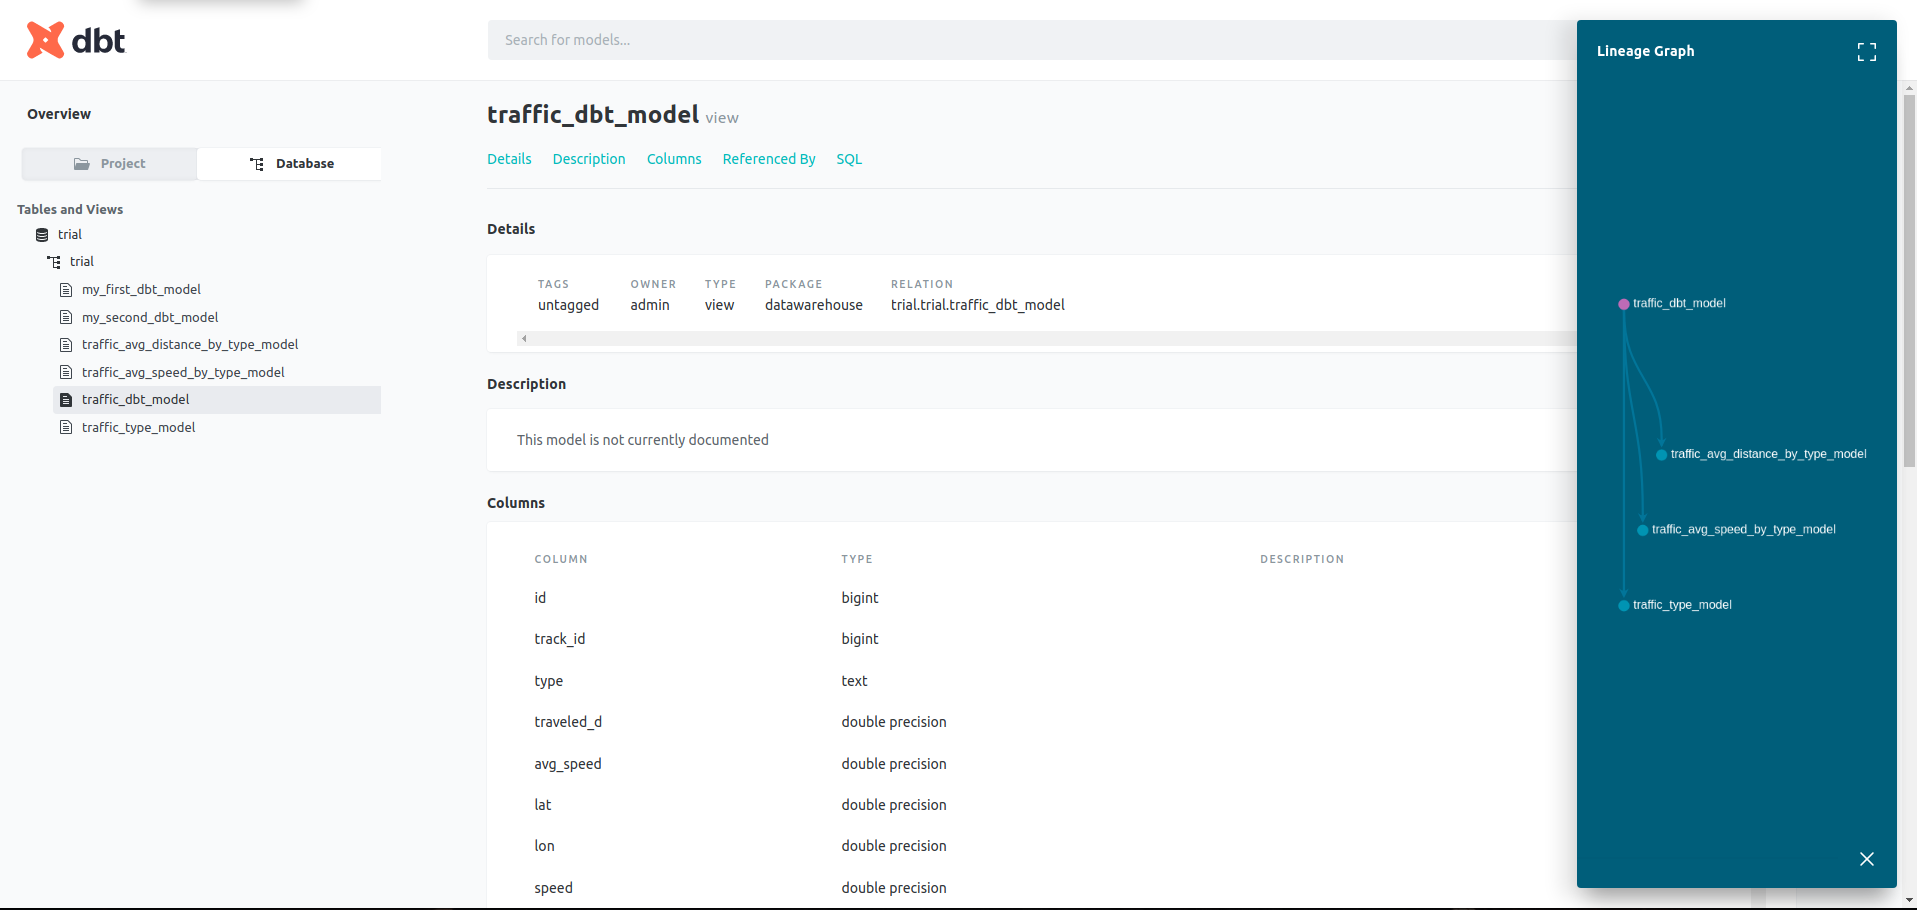 dbt
Search for models...
Overview
Project
Database
Tables and Views
trial
trial
my_first_dbt_model
my_second_dbt_model
traffic_avg_distance_by_type_model
traffic_avg_speed_by_type_model
traffic_dbt_model
traffic_type_model
traffic_dbt_model view
Details Description Columns Referenced By SQL
Details
TAGS OWNER TYPE PACKAGE RELATION
untagged admin view datawarehouse trial.trial.traffic_dbt_model
Description
This model is not currently documented
Columns
COLUMN TYPE DESCRIPTION
id bigint
track_id bigint
type text
traveled_d double precision
avg_speed double precision
lat double precision
lon double precision
speed double precision
Lineage Graph
traffic_dbt_model
traffic_avg_distance_by_type_model
traffic_avg_speed_by_type_model
traffic_type_model